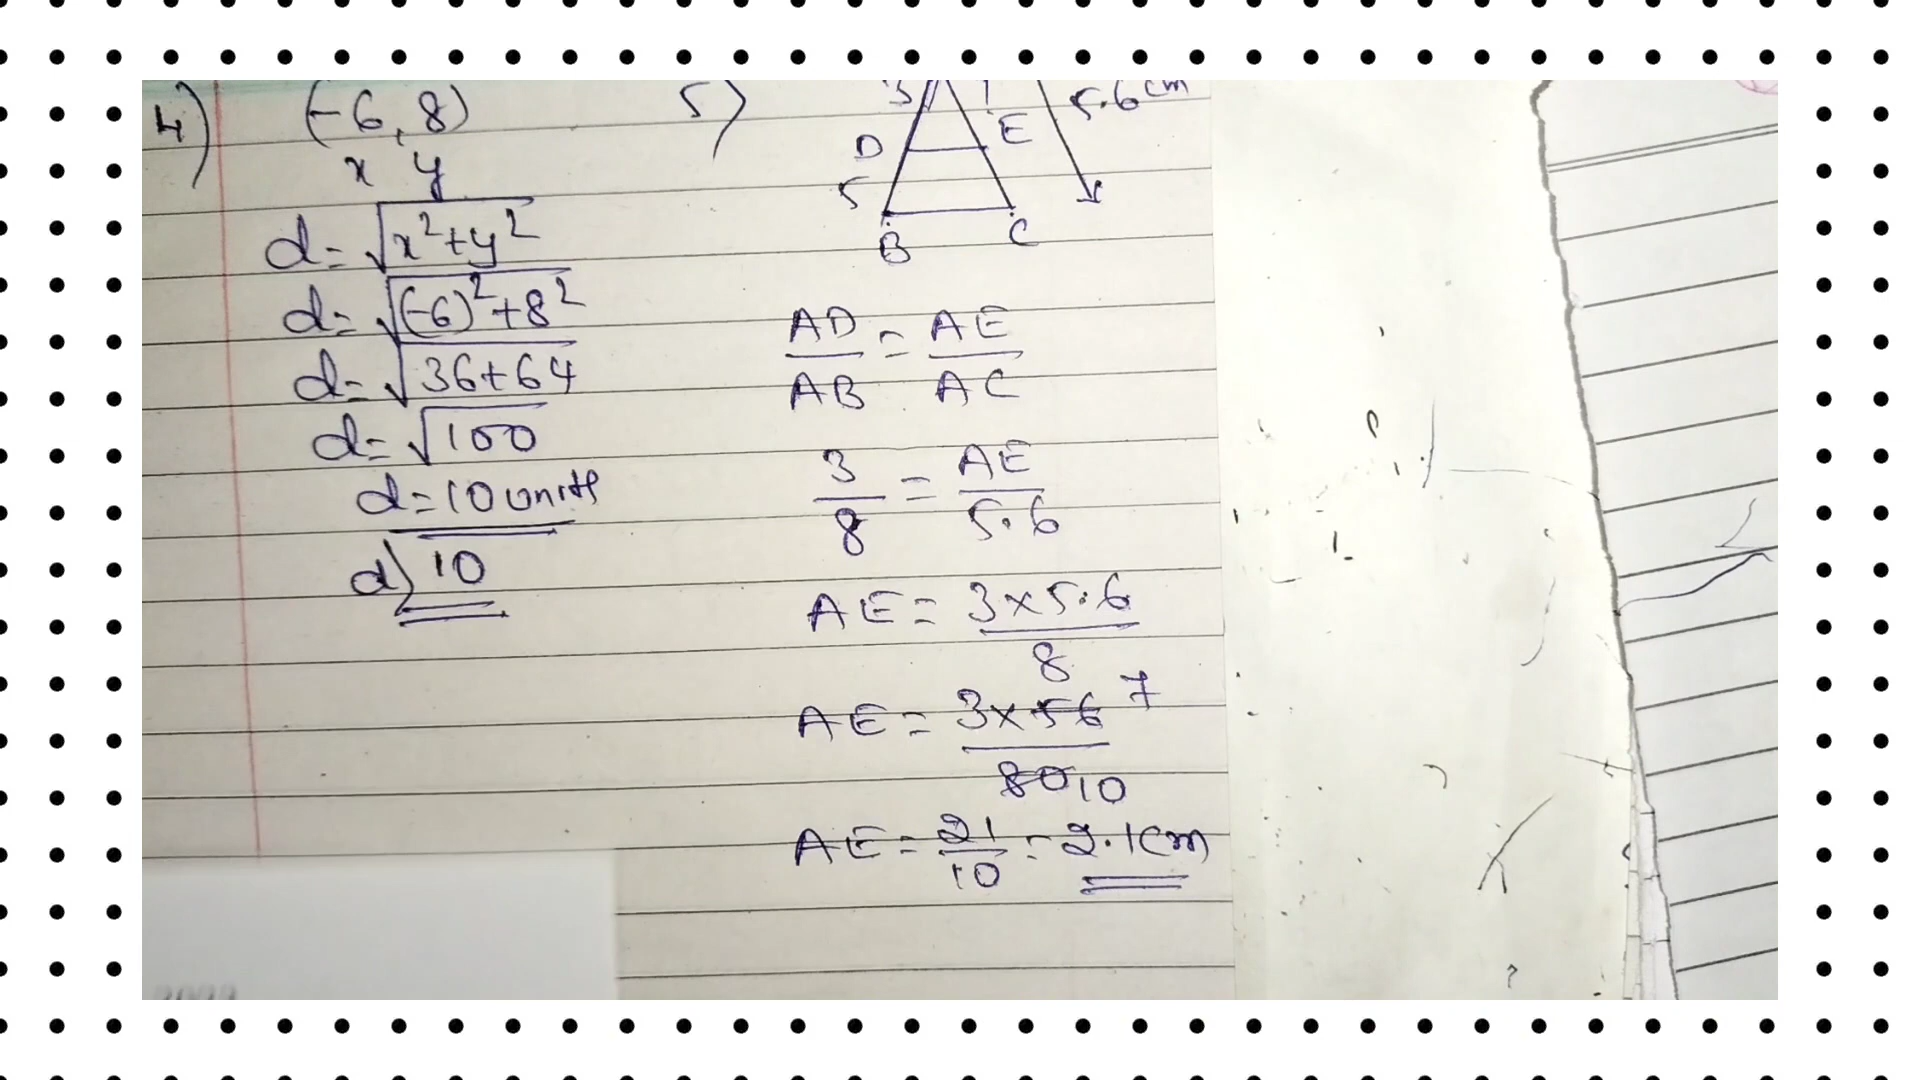 4) (-6, 8)
x y
d= √x²+y²
d= √(-6)²+8²
d= √36+64
d= √100
d=10 units
d) 10
5)
3
5.6 cm
D E
5
B C
AD/AB = AE/AC
3/8 = AE/5.6
AE = 3×5.6/8
AE = 3×56 7/80 10
AE = 21/10 = 2.1cm